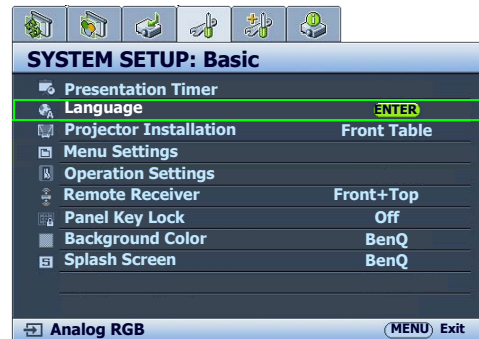 SYSTEM SETUP: Basic
Presentation Timer
Language ENTER
Projector Installation Front Table
Menu Settings
Operation Settings
Remote Receiver Front+Top
Panel Key Lock Off
Background Color BenQ
Splash Screen BenQ
Analog RGB MENU Exit